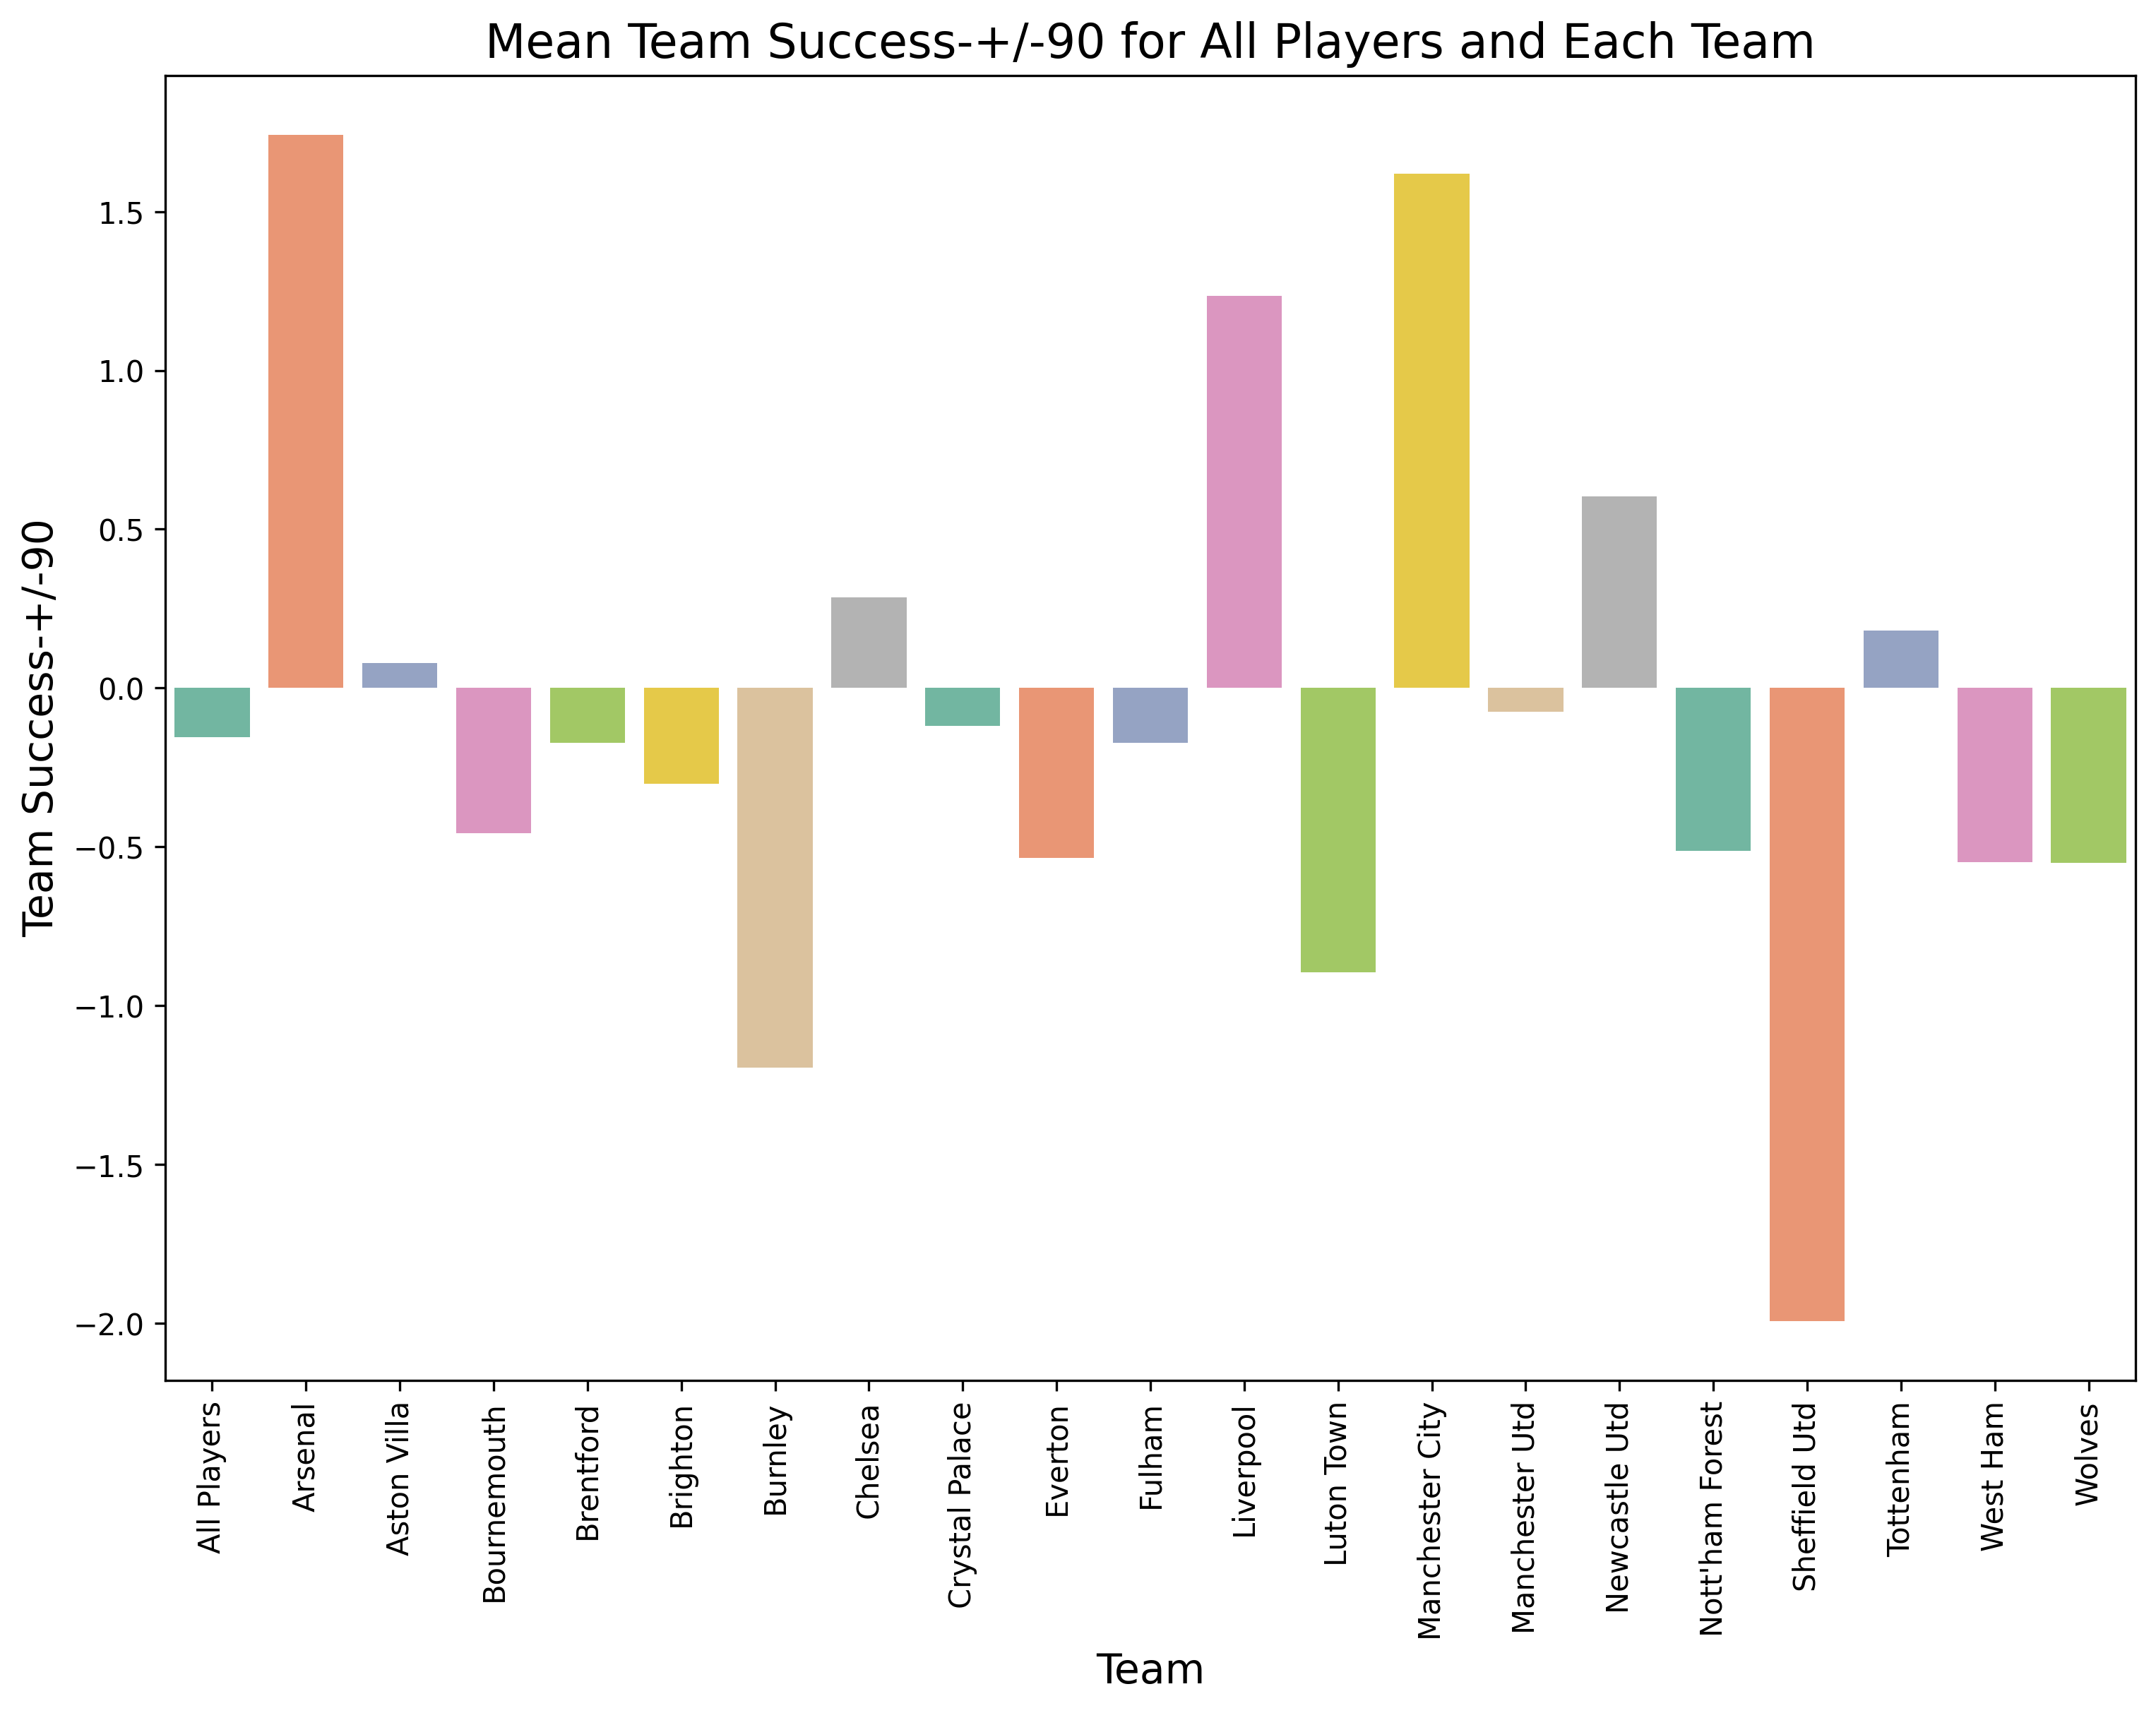 Mean Team Success-+/-90 for All Players and Each Team
Team Success-+/-90
1.5
1.0
0.5
0.0
−0.5
−1.0
−1.5
−2.0
All Players
Arsenal
Aston Villa
Bournemouth
Brentford
Brighton
Burnley
Chelsea
Crystal Palace
Everton
Fulham
Liverpool
Luton Town
Manchester City
Manchester Utd
Newcastle Utd
Nott'ham Forest
Sheffield Utd
Tottenham
West Ham
Wolves
Team